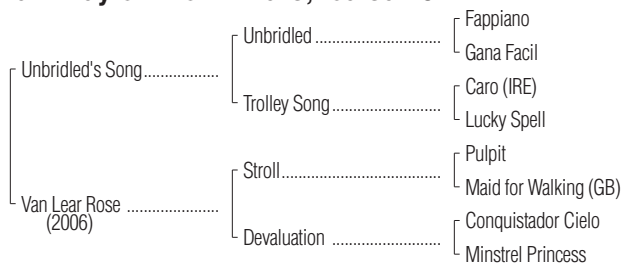 Fappiano
Unbridled ............................
Gana Facil
Unbridled's Song..................
Caro (IRE)
Trolley Song.........................
Lucky Spell
Pulpit
Stroll.....................................
Maid for Walking (GB)
Van Lear Rose ......................
(2006)
Conquistador Cielo
Devaluation .........................
Minstrel Princess